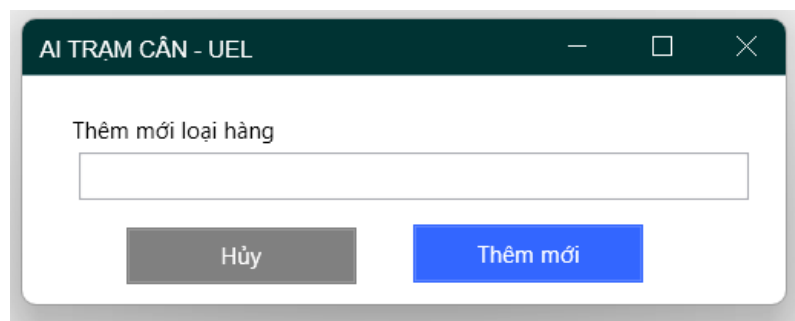 AI TRẠM CÂN - UEL
Thêm mới loại hàng
Hủy
Thêm mới